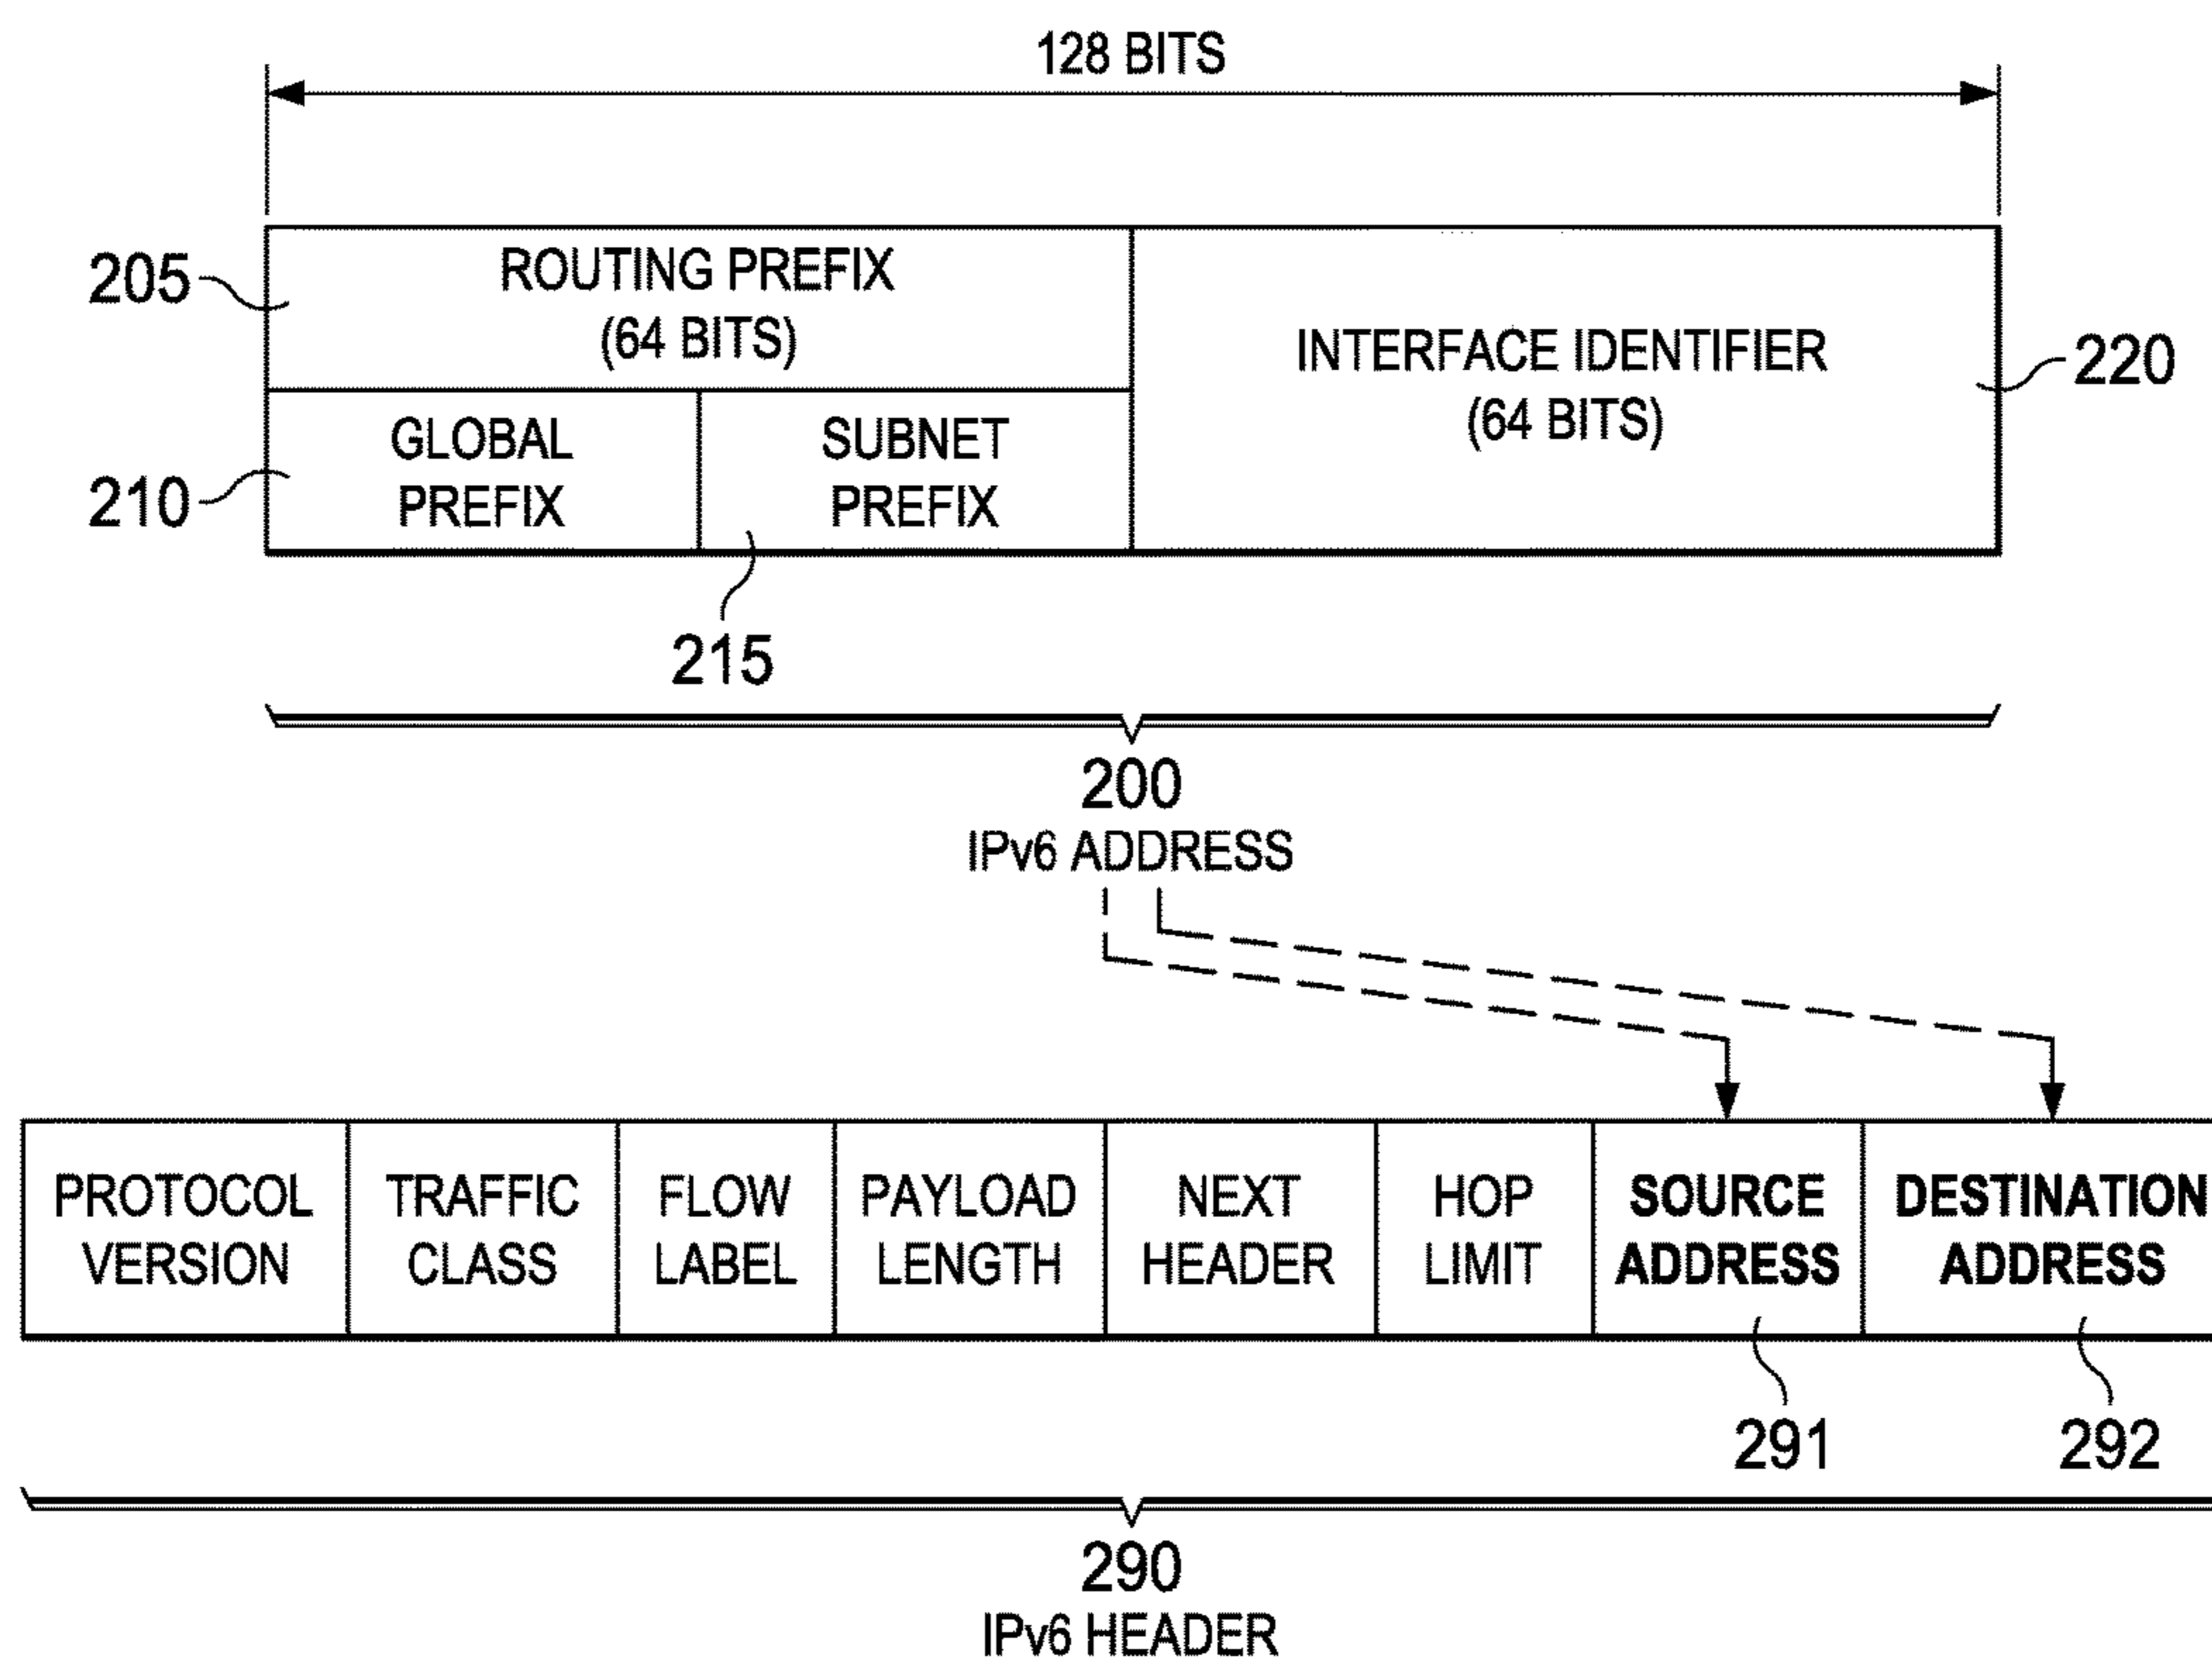 128 BITS
205
ROUTING PREFIX
(64 BITS)
INTERFACE IDENTIFIER
(64 BITS)
220
210
GLOBAL
PREFIX
SUBNET
PREFIX
215
200
IPv6 ADDRESS
PROTOCOL
VERSION
TRAFFIC
CLASS
FLOW
LABEL
PAYLOAD
LENGTH
NEXT
HEADER
HOP
LIMIT
SOURCE
ADDRESS
DESTINATION
ADDRESS
291
292
290
IPv6 HEADER